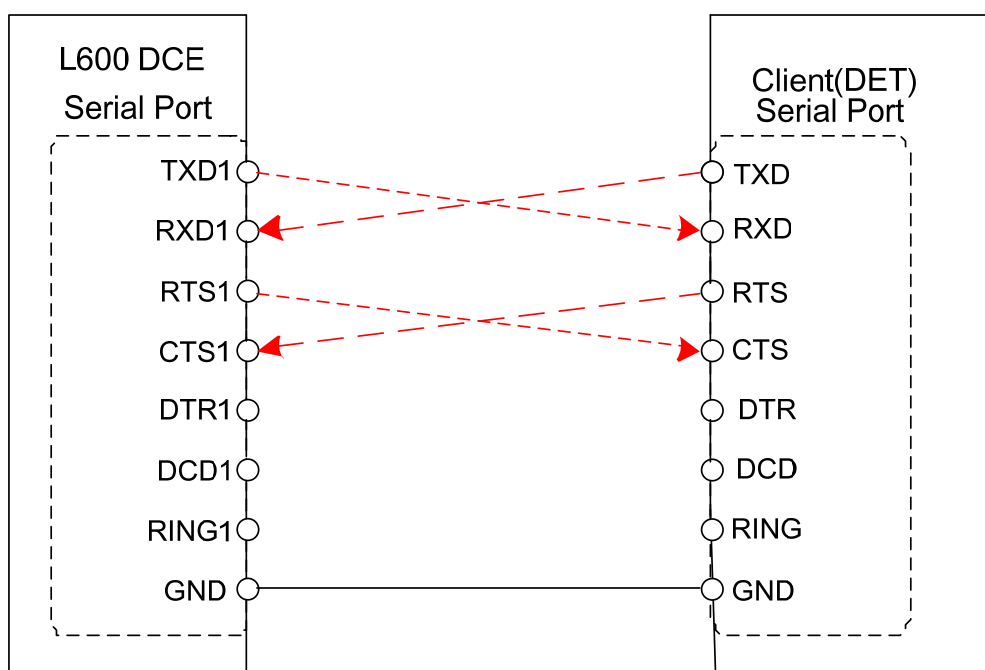 L600 DCE
Serial Port
TXD1
RXD1
RTS1
CTS1
DTR1
DCD1
RING1
GND
Client(DET)
Serial Port
TXD
RXD
RTS
CTS
DTR
DCD
RING
GND